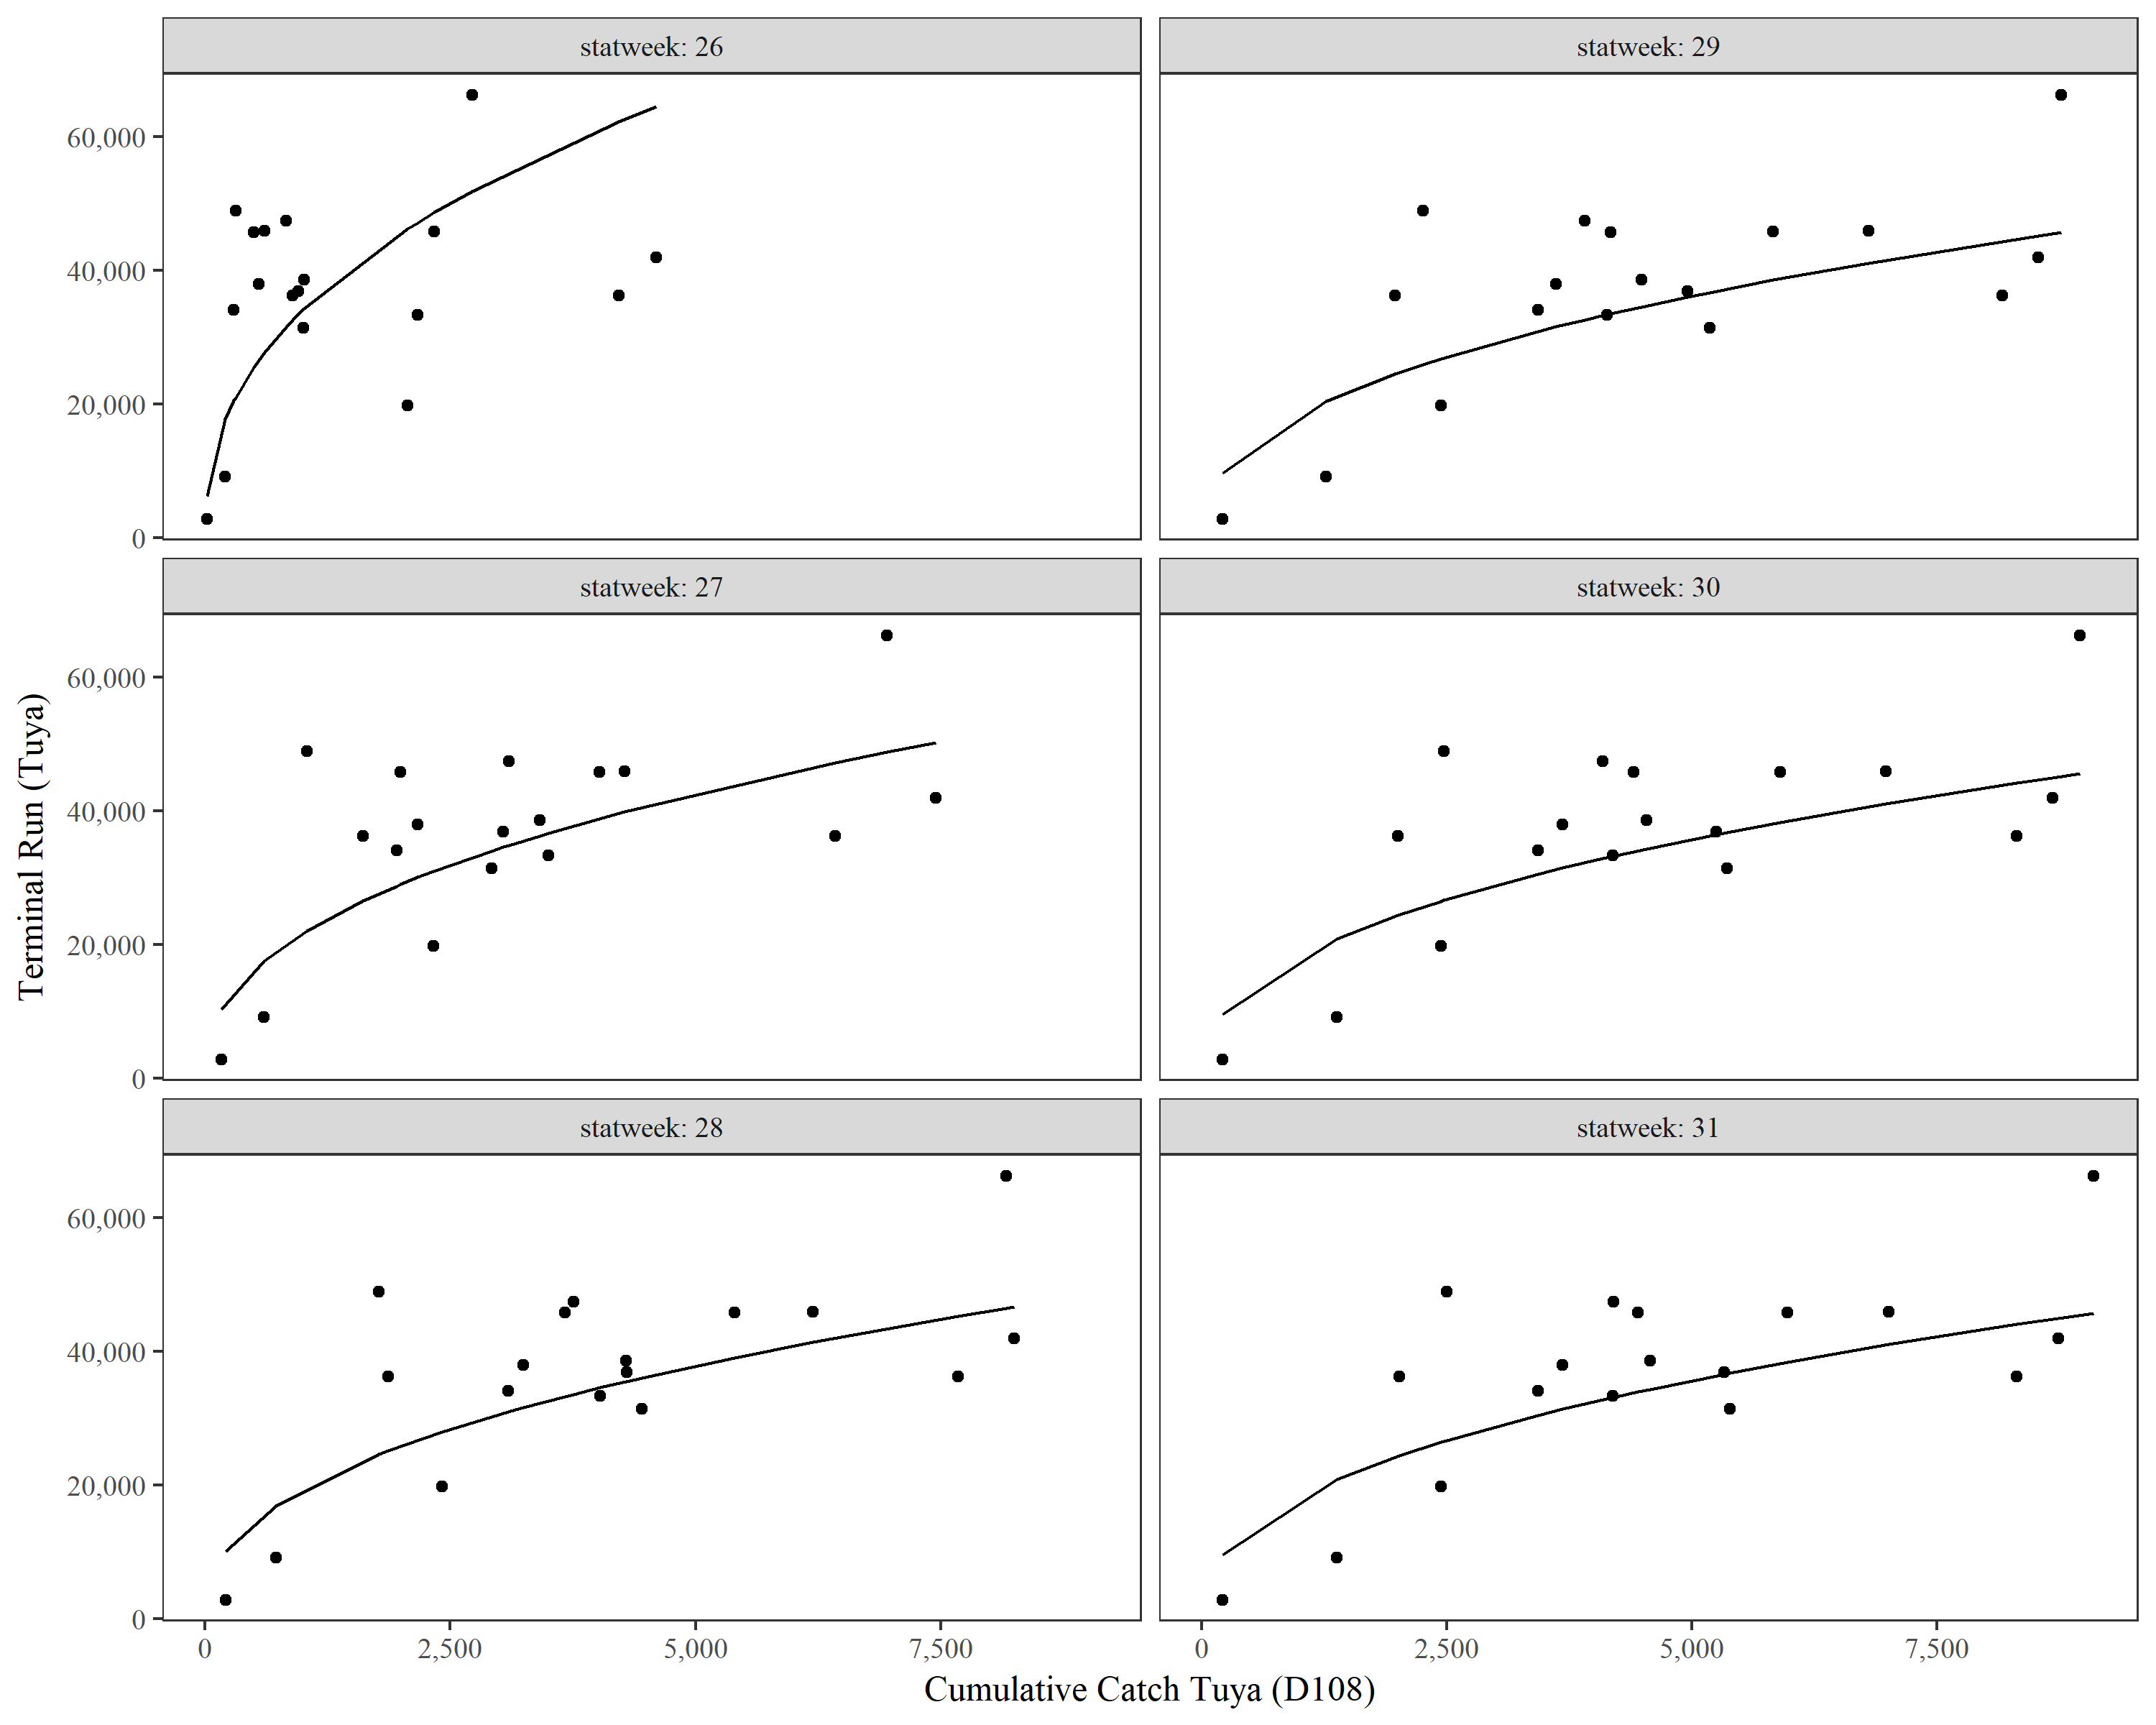 statweek: 26
statweek: 29
60,000
40,000
20,000
0
statweek: 27
statweek: 30
60,000
40,000
20,000
0
Terminal Run (Tuya)
statweek: 28
statweek: 31
60,000
40,000
20,000
0
0 2,500 5,000 7,500 0 2,500 5,000 7,500
Cumulative Catch Tuya (D108)